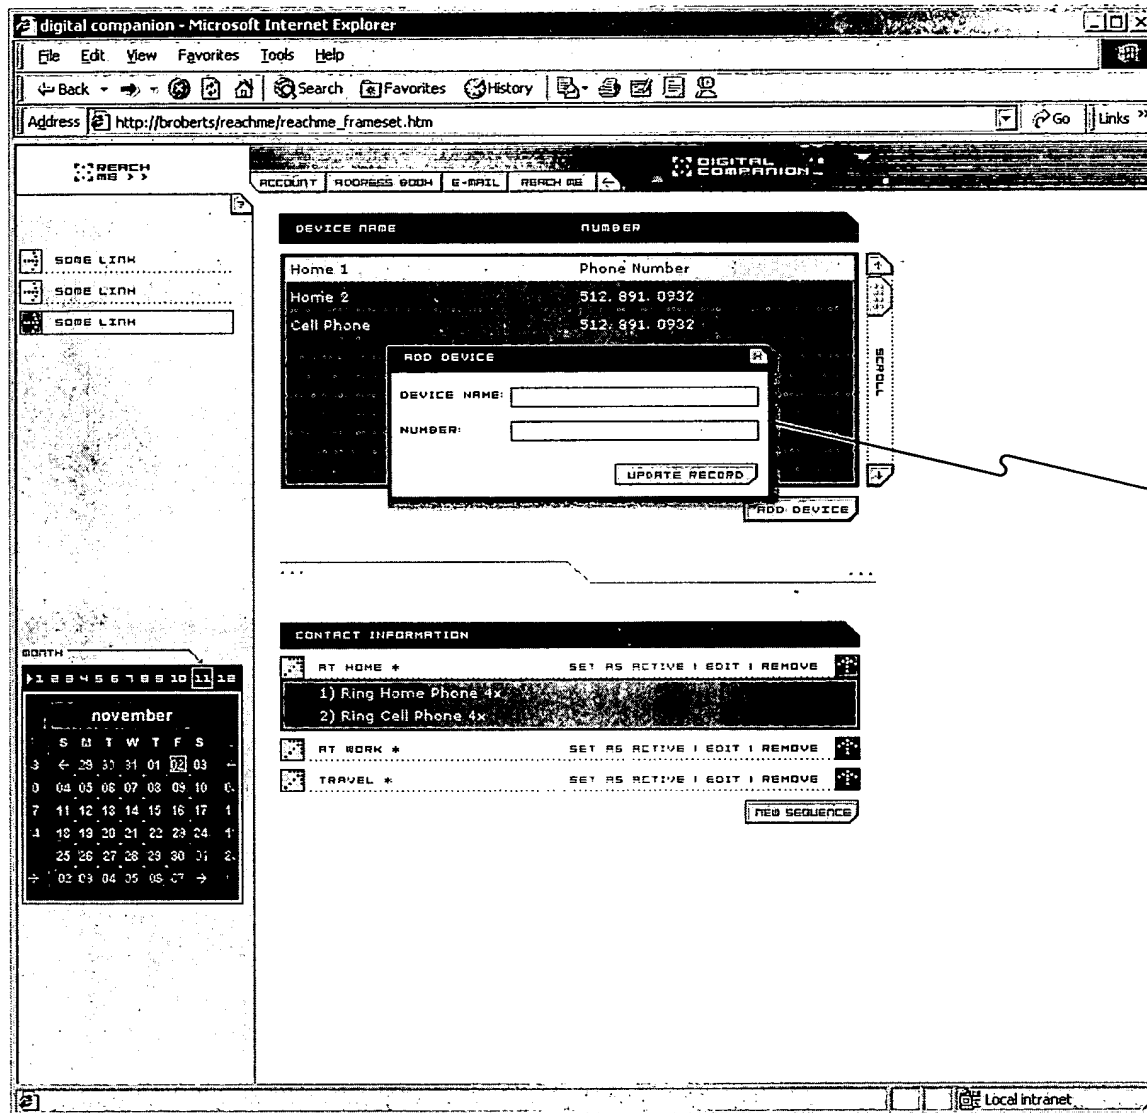 digital companion - Microsoft Internet Explorer
File Edit View Favorites Tools Help
Back Search Favorites History
Address http://broberts/reachme/reachme_frameset.htm Go Links »
REACH ME >>
DIGITAL COMPANION
ACCOUNT ADDRESS BOOK E-MAIL REACH ME ←
?
SOME LINK
SOME LINK
SOME LINK
DEVICE NAME NUMBER
Home 1 Phone Number
Home 2 512. 891. 0932
Cell Phone 512. 891. 0932
SCROLL
ADD DEVICE X
DEVICE NAME:
NUMBER:
UPDATE RECORD
ADD DEVICE
CONTACT INFORMATION
AT HOME * SET AS ACTIVE | EDIT | REMOVE
1) Ring Home Phone 4x
2) Ring Cell Phone 4x
AT WORK * SET AS ACTIVE | EDIT | REMOVE
TRAVEL * SET AS ACTIVE | EDIT | REMOVE
NEW SEQUENCE
MONTH
1 2 3 4 5 6 7 8 9 10 11 12
november
S M T W T F S
← 29 30 31 01 02 03
04 05 06 07 08 09 10
11 12 13 14 15 16 17
18 19 20 21 22 23 24
25 26 27 28 29 30 01
02 03 04 05 06 07 →
Local intranet